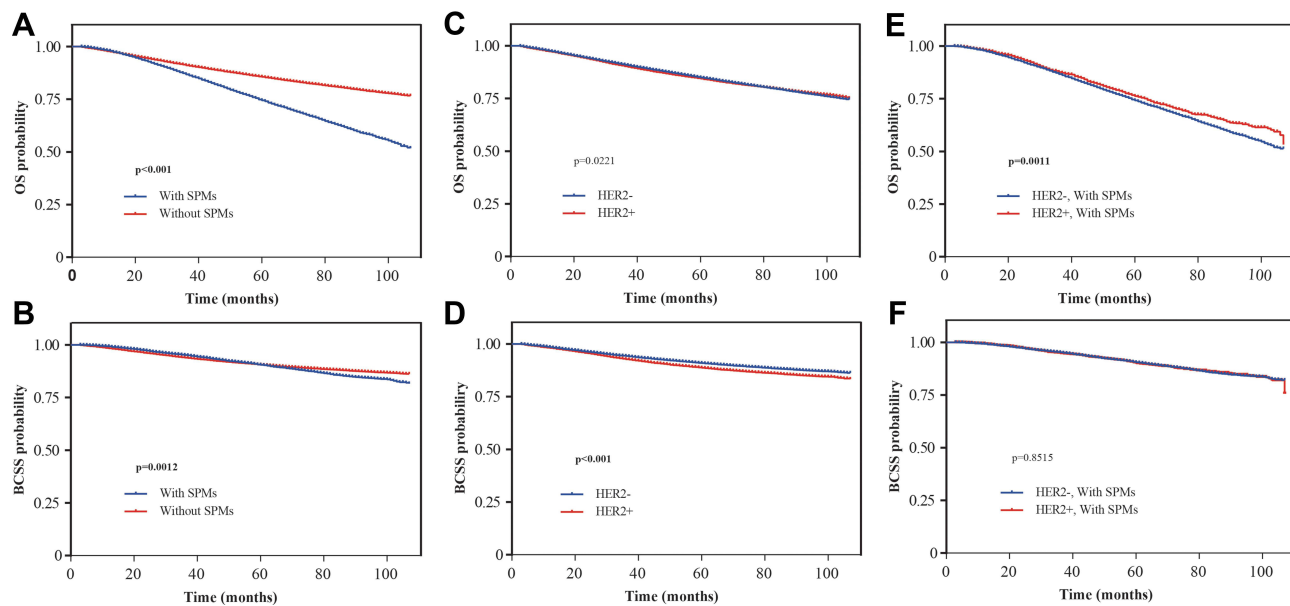 A
1.00
0.75
0.50
0.25
0
OS probability
p<0.001
With SPMs
Without SPMs
0 20 40 60 80 100
Time (months)
C
1.00
0.75
0.50
0.25
0
OS probability
p=0.0221
HER2-
HER2+
0 20 40 60 80 100
Time (months)
E
1.00
0.75
0.50
0.25
0
OS probability
p=0.0011
HER2-, With SPMs
HER2+, With SPMs
0 20 40 60 80 100
Time (months)
B
1.00
0.75
0.50
0.25
0
BCSS probability
p=0.0012
With SPMs
Without SPMs
0 20 40 60 80 100
Time (months)
D
1.00
0.75
0.50
0.25
0
BCSS probability
p<0.001
HER2-
HER2+
0 20 40 60 80 100
Time (months)
F
1.00
0.75
0.50
0.25
0
BCSS probabiliry
p=0.8515
HER2-, With SPMs
HER2+, With SPMs
0 20 40 60 80 100
Time (months)